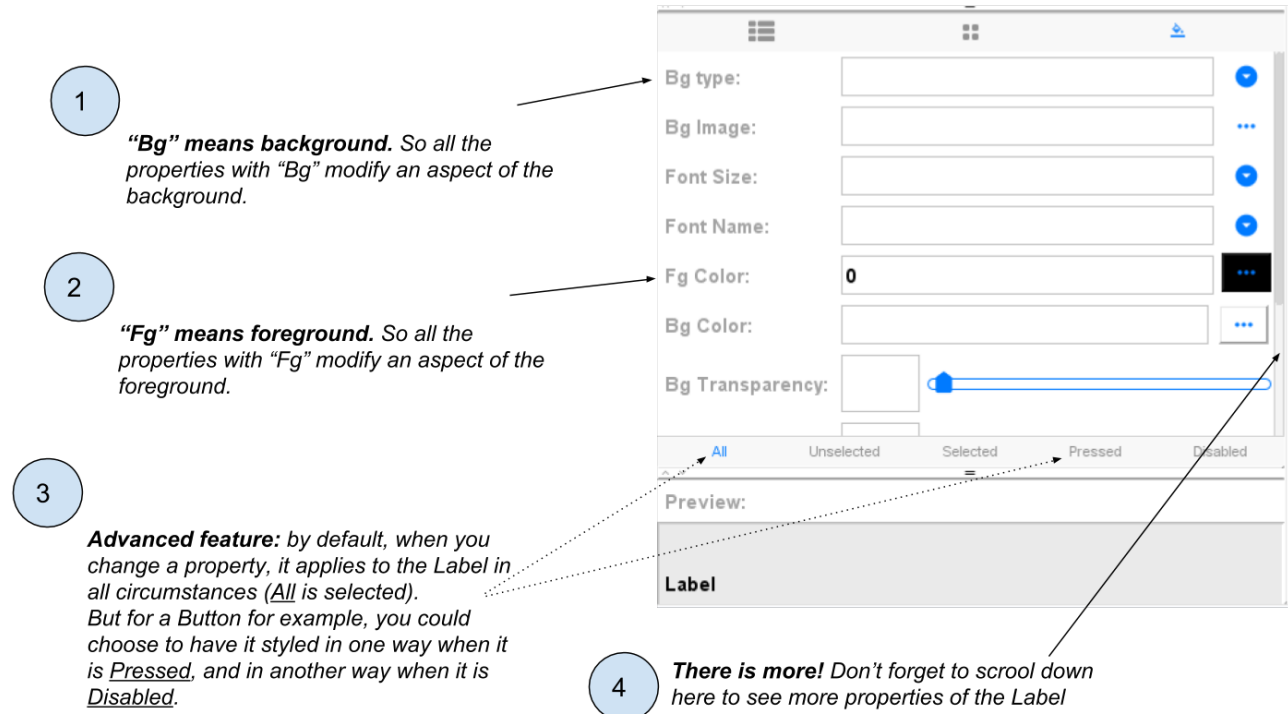 1
“Bg” means background. So all the
properties with “Bg” modify an aspect of the
background.
2
“Fg” means foreground. So all the
properties with “Fg” modify an aspect of the
foreground.
3
Advanced feature: by default, when you
change a property, it applies to the Label in
all circumstances (All is selected).
But for a Button for example, you could
choose to have it styled in one way when it
is Pressed, and in another way when it is
Disabled.
Bg type:
Bg Image:
Font Size:
Font Name:
Fg Color: 0
Bg Color:
Bg Transparency:
All Unselected Selected Pressed Disabled
Preview:
Label
4
There is more! Don’t forget to scrool down
here to see more properties of the Label